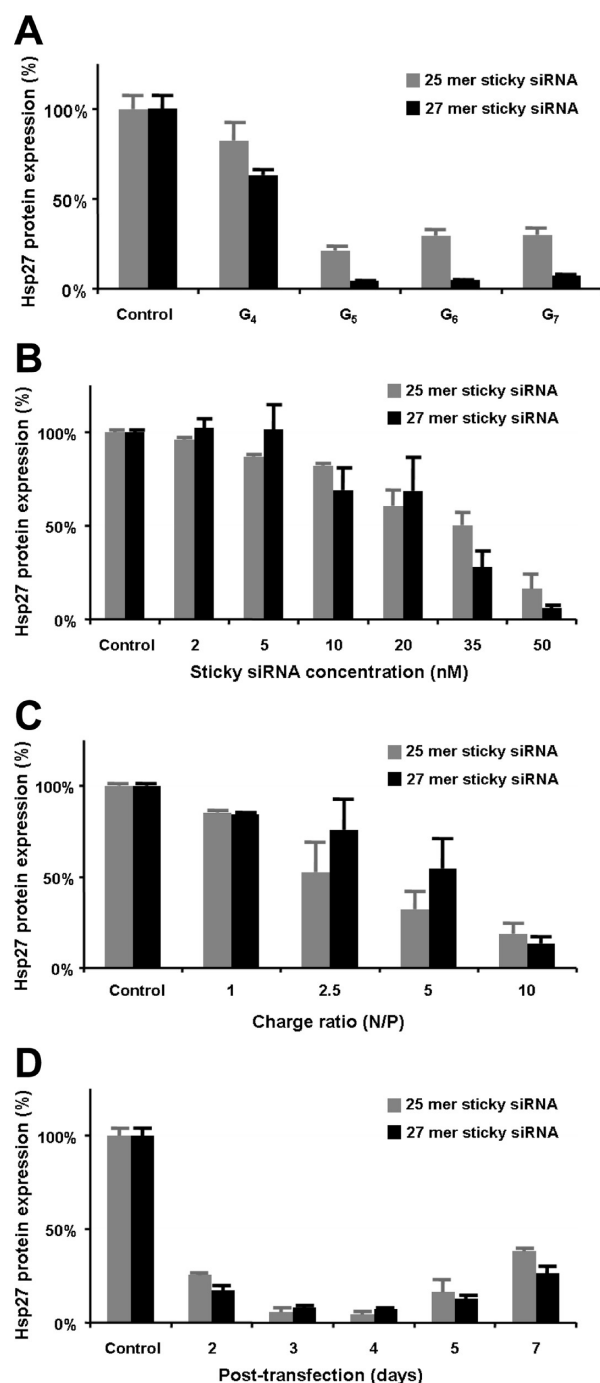 A
Hsp27 protein expression (%)
100%
50%
0%
25 mer sticky siRNA
27 mer sticky siRNA
Control G₄ G₅ G₆ G₇
B
Hsp27 protein expression (%)
100%
50%
0%
25 mer sticky siRNA
27 mer sticky siRNA
Control 2 5 10 20 35 50
Sticky siRNA concentration (nM)
C
Hsp27 protein expression (%)
100%
50%
0%
25 mer sticky siRNA
27 mer sticky siRNA
Control 1 2.5 5 10
Charge ratio (N/P)
D
Hsp27 protein expression (%)
100%
50%
0%
25 mer sticky siRNA
27 mer sticky siRNA
Control 2 3 4 5 7
Post-transfection (days)